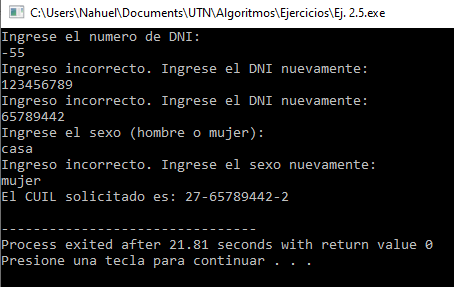 C:\Users\Nahuel\Documents\UTN\Algoritmos\Ejercicios\Ej. 2.5.exe
Ingrese el numero de DNI:
-55
Ingreso incorrecto. Ingrese el DNI nuevamente:
123456789
Ingreso incorrecto. Ingrese el DNI nuevamente:
65789442
Ingrese el sexo (hombre o mujer):
casa
Ingreso incorrecto. Ingrese el sexo nuevamente:
mujer
El CUIL solicitado es: 27-65789442-2
--------------------------------
Process exited after 21.81 seconds with return value 0
Presione una tecla para continuar . . .